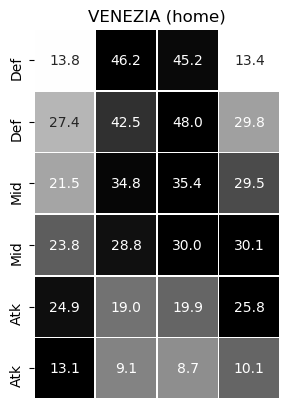 VENEZIA (home)
Def 13.8 46.2 45.2 13.4
Def 27.4 42.5 48.0 29.8
Mid 21.5 34.8 35.4 29.5
Mid 23.8 28.8 30.0 30.1
Atk 24.9 19.0 19.9 25.8
Atk 13.1 9.1 8.7 10.1